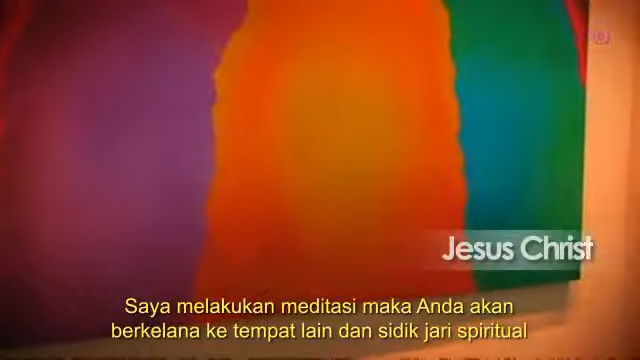 Jesus Christ
Saya melakukan meditasi maka Anda akan
berkelana ke tempat lain dan sidik jari spiritual